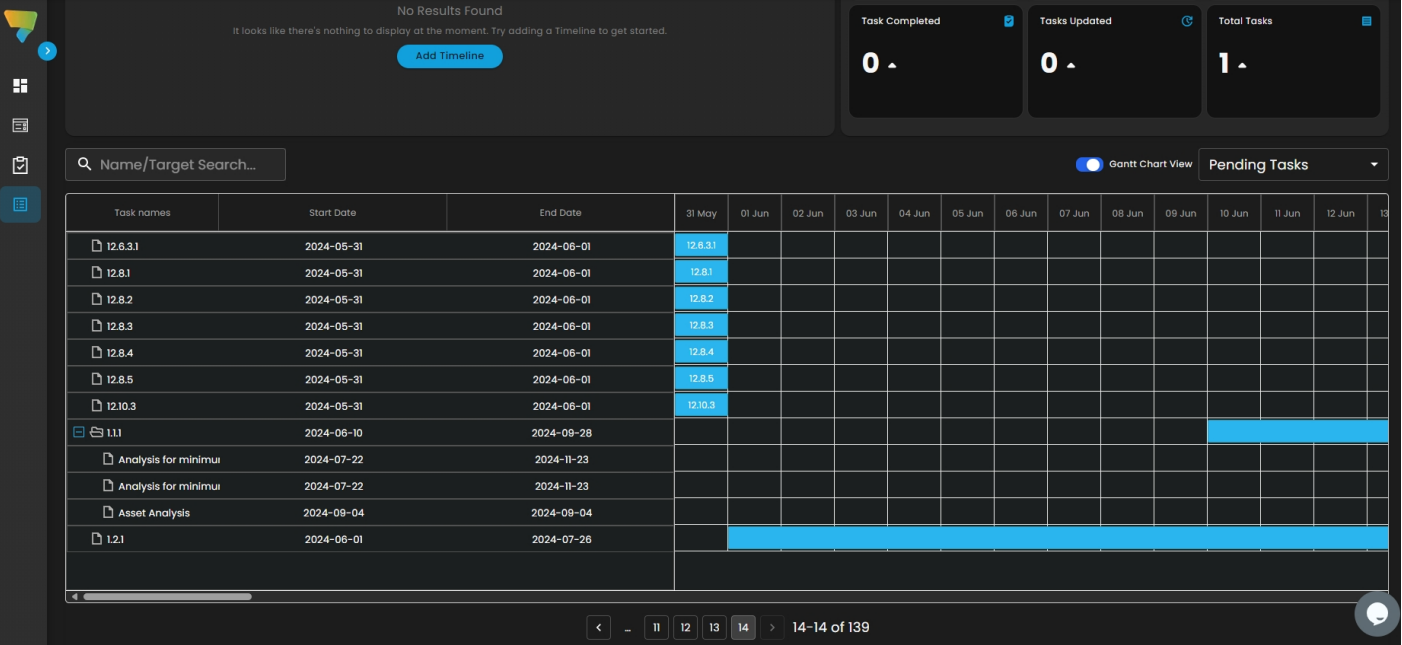 No Results Found
It looks like there's nothing to display at the moment. Try adding a Timeline to get started.
Add Timeline
Task Completed
0
Tasks Updated
0
Total Tasks
1
Name/Target Search...
Gantt Chart View
Pending Tasks
Task names Start Date End Date 31 May 01 Jun 02 Jun 03 Jun 04 Jun 05 Jun 06 Jun 07 Jun 08 Jun 09 Jun 10 Jun 11 Jun 12 Jun 13
12.6.3.1 2024-05-31 2024-06-01 12.6.3.1
12.8.1 2024-05-31 2024-06-01 12.8.1
12.8.2 2024-05-31 2024-06-01 12.8.2
12.8.3 2024-05-31 2024-06-01 12.8.3
12.8.4 2024-05-31 2024-06-01 12.8.4
12.8.5 2024-05-31 2024-06-01 12.8.5
12.10.3 2024-05-31 2024-06-01 12.10.3
1.1.1 2024-06-10 2024-09-28
Analysis for minimu 2024-07-22 2024-11-23
Analysis for minimu 2024-07-22 2024-11-23
Asset Analysis 2024-09-04 2024-09-04
1.2.1 2024-06-01 2024-07-26
... 11 12 13 14 14-14 of 139